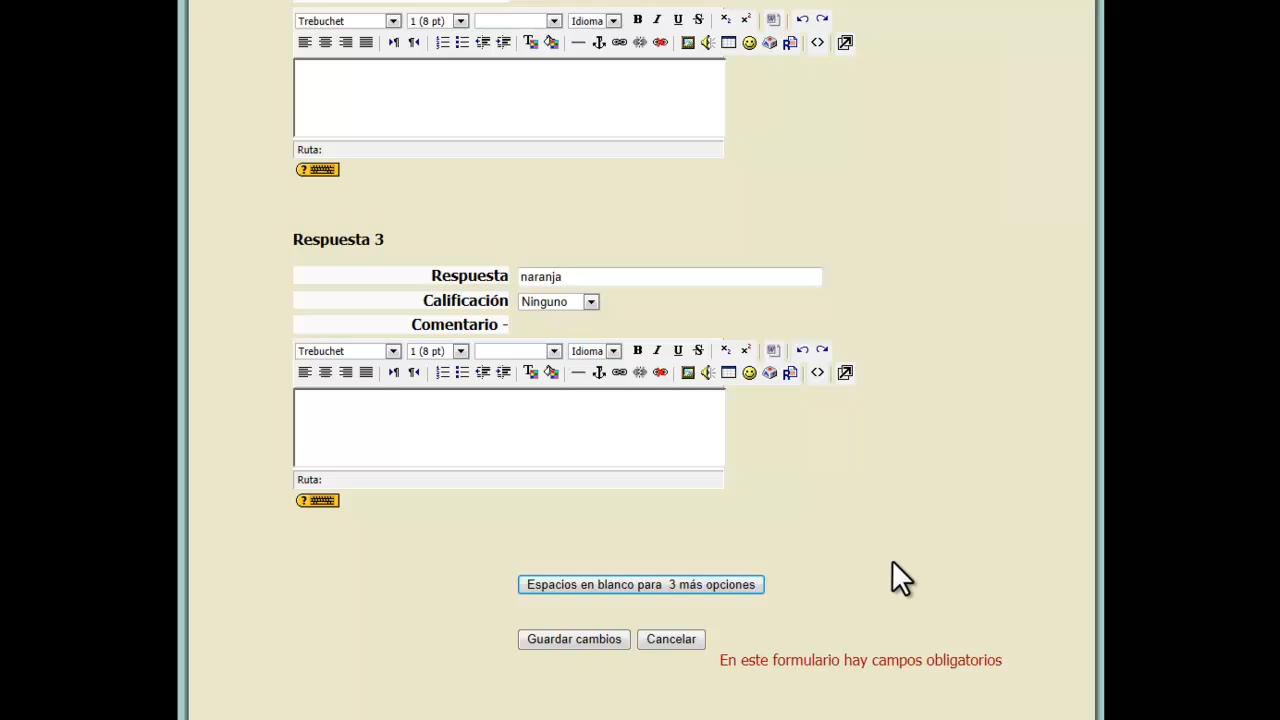 Trebuchet 1 (8 pt) Idioma B I U S
Ruta:
?
Respuesta 3
Respuesta naranja
Calificación Ninguno
Comentario -
Trebuchet 1 (8 pt) Idioma B I U S
Ruta:
?
Espacios en blanco para 3 más opciones
Guardar cambios Cancelar
En este formulario hay campos obligatorios